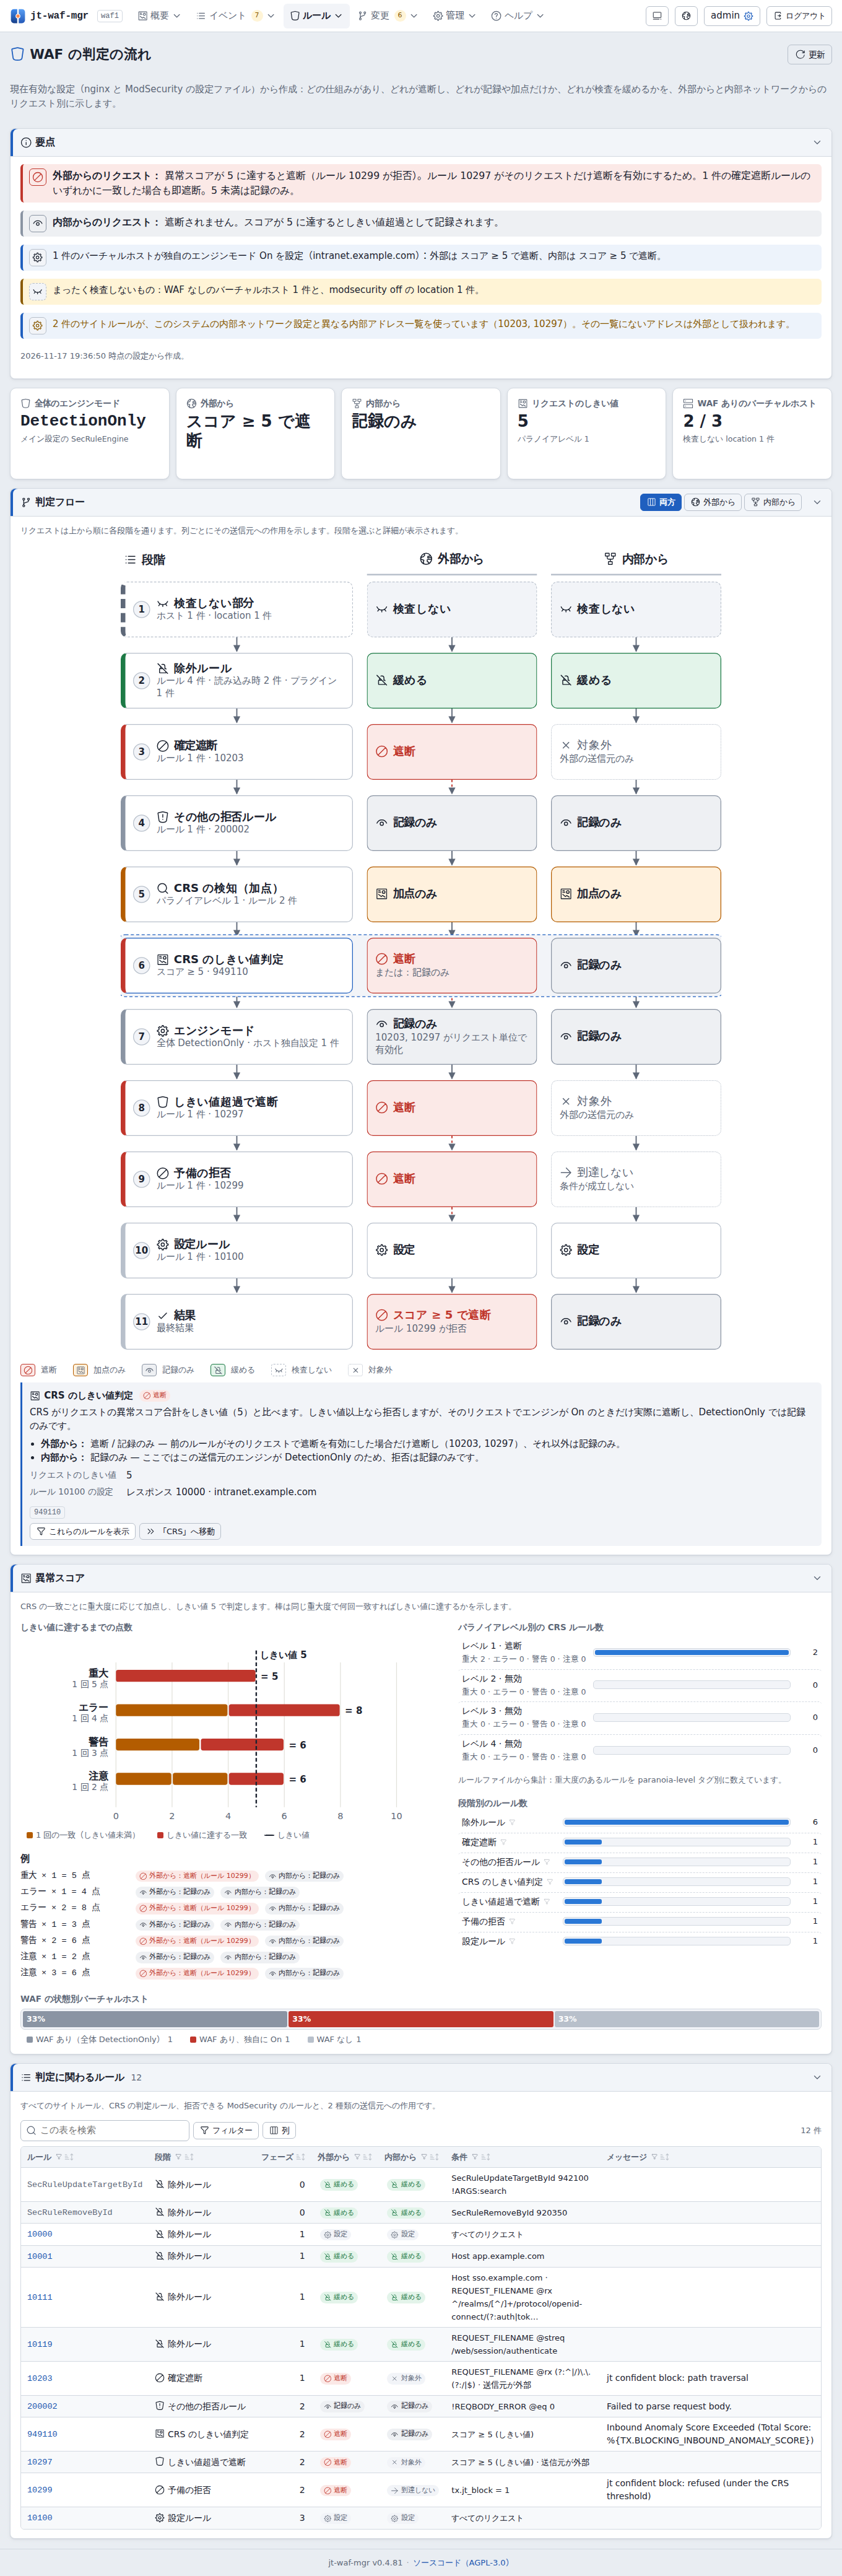 jt-waf-mgr waf1 概要 イベント 7 ルール 変更 6 管理 ヘルプ admin ログアウト
WAF の判定の流れ
更新
現在有効な設定（nginx と ModSecurity の設定ファイル）から作成：どの仕組みがあり、どれが遮断し、どれが記録や加点だけか、どれが検査を緩めるかを、外部からと内部ネットワークからの
リクエスト別に示します。
要点
外部からのリクエスト： 異常スコアが 5 に達すると遮断（ルール 10299 が拒否）。ルール 10297 がそのリクエストだけ遮断を有効にするため。1 件の確定遮断ルールの
いずれかに一致した場合も即遮断。5 未満は記録のみ。
内部からのリクエスト： 遮断されません。スコアが 5 に達するとしきい値超過として記録されます。
1 件のバーチャルホストが独自のエンジンモード On を設定（intranet.example.com）：外部は スコア ≥ 5 で遮断、内部は スコア ≥ 5 で遮断。
まったく検査しないもの：WAF なしのバーチャルホスト 1 件と、modsecurity off の location 1 件。
2 件のサイトルールが、このシステムの内部ネットワーク設定と異なる内部アドレス一覧を使っています（10203, 10297）。その一覧にないアドレスは外部として扱われます。
2026-11-17 19:36:50 時点の設定から作成。
全体のエンジンモード
DetectionOnly
メイン設定の SecRuleEngine
外部から
スコア ≥ 5 で遮
断
内部から
記録のみ
リクエストのしきい値
5
パラノイアレベル 1
WAF ありのバーチャルホスト
2 / 3
検査しない location 1 件
判定フロー
両方 外部から 内部から
リクエストは上から順に各段階を通ります。列ごとにその送信元への作用を示します。段階を選ぶと詳細が表示されます。
段階 外部から 内部から
1 検査しない部分
ホスト 1 件 · location 1 件
検査しない
検査しない
2 除外ルール
ルール 4 件 · 読み込み時 2 件 · プラグイン
1 件
緩める
緩める
3 確定遮断
ルール 1 件 · 10203
遮断
対象外
外部の送信元のみ
4 その他の拒否ルール
ルール 1 件 · 200002
記録のみ
記録のみ
5 CRS の検知（加点）
パラノイアレベル 1 · ルール 2 件
加点のみ
加点のみ
6 CRS のしきい値判定
スコア ≥ 5 · 949110
遮断
または：記録のみ
記録のみ
7 エンジンモード
全体 DetectionOnly · ホスト独自設定 1 件
記録のみ
10203, 10297 がリクエスト単位で
有効化
記録のみ
8 しきい値超過で遮断
ルール 1 件 · 10297
遮断
対象外
外部の送信元のみ
9 予備の拒否
ルール 1 件 · 10299
遮断
到達しない
条件が成立しない
10 設定ルール
ルール 1 件 · 10100
設定
設定
11 結果
最終結果
スコア ≥ 5 で遮断
ルール 10299 が拒否
記録のみ
遮断 加点のみ 記録のみ 緩める 検査しない 対象外
CRS のしきい値判定 遮断
CRS がリクエストの異常スコア合計をしきい値（5）と比べます。しきい値以上なら拒否しますが、そのリクエストでエンジンが On のときだけ実際に遮断し、DetectionOnly では記録
のみです。
• 外部から： 遮断 / 記録のみ — 前のルールがそのリクエストで遮断を有効にした場合だけ遮断し（10203, 10297）、それ以外は記録のみ。
• 内部から： 記録のみ — ここではこの送信元のエンジンが DetectionOnly のため、拒否は記録のみです。
リクエストのしきい値 5
ルール 10100 の設定 レスポンス 10000 · intranet.example.com
949110
これらのルールを表示 「CRS」へ移動
異常スコア
CRS の一致ごとに重大度に応じて加点し、しきい値 5 で判定します。棒は同じ重大度で何回一致すればしきい値に達するかを示します。
しきい値に達するまでの点数
しきい値 5
重大
1 回 5 点
= 5
エラー
1 回 4 点
= 8
警告
1 回 3 点
= 6
注意
1 回 2 点
= 6
0 2 4 6 8 10
1 回の一致（しきい値未満） しきい値に達する一致 しきい値
例
重大 × 1 = 5 点 外部から：遮断（ルール 10299） 内部から：記録のみ
エラー × 1 = 4 点 外部から：記録のみ 内部から：記録のみ
エラー × 2 = 8 点 外部から：遮断（ルール 10299） 内部から：記録のみ
警告 × 1 = 3 点 外部から：記録のみ 内部から：記録のみ
警告 × 2 = 6 点 外部から：遮断（ルール 10299） 内部から：記録のみ
注意 × 1 = 2 点 外部から：記録のみ 内部から：記録のみ
注意 × 3 = 6 点 外部から：遮断（ルール 10299） 内部から：記録のみ
パラノイアレベル別の CRS ルール数
レベル 1 · 遮断
重大 2 · エラー 0 · 警告 0 · 注意 0
2
レベル 2 · 無効
重大 0 · エラー 0 · 警告 0 · 注意 0
0
レベル 3 · 無効
重大 0 · エラー 0 · 警告 0 · 注意 0
0
レベル 4 · 無効
重大 0 · エラー 0 · 警告 0 · 注意 0
0
ルールファイルから集計：重大度のあるルールを paranoia-level タグ別に数えています。
段階別のルール数
除外ルール 6
確定遮断 1
その他の拒否ルール 1
CRS のしきい値判定 1
しきい値超過で遮断 1
予備の拒否 1
設定ルール 1
WAF の状態別バーチャルホスト
33% 33% 33%
WAF あり（全体 DetectionOnly） 1 WAF あり、独自に On 1 WAF なし 1
判定に関わるルール 12
すべてのサイトルール、CRS の判定ルール、拒否できる ModSecurity のルールと、2 種類の送信元への作用です。
この表を検索 フィルター 列 12 件
ルール 段階 フェーズ 外部から 内部から 条件 メッセージ
SecRuleUpdateTargetById 除外ルール 0 緩める 緩める SecRuleUpdateTargetById 942100
!ARGS:search
SecRuleRemoveById 除外ルール 0 緩める 緩める SecRuleRemoveById 920350
10000 除外ルール 1 設定 設定 すべてのリクエスト
10001 除外ルール 1 緩める 緩める Host app.example.com
10111 除外ルール 1 緩める 緩める Host sso.example.com ·
REQUEST_FILENAME @rx
^/realms/[^/]+/protocol/openid-
connect/(?:auth|tok…
10119 除外ルール 1 緩める 緩める REQUEST_FILENAME @streq
/web/session/authenticate
10203 確定遮断 1 遮断 対象外 REQUEST_FILENAME @rx (?:^|/)\.\.
(?:/|$) · 送信元が外部
jt confident block: path traversal
200002 その他の拒否ルール 2 記録のみ 記録のみ !REQBODY_ERROR @eq 0 Failed to parse request body.
949110 CRS のしきい値判定 2 遮断 記録のみ スコア ≥ 5 (しきい値) Inbound Anomaly Score Exceeded (Total Score:
%{TX.BLOCKING_INBOUND_ANOMALY_SCORE})
10297 しきい値超過で遮断 2 遮断 対象外 スコア ≥ 5 (しきい値) · 送信元が外部
10299 予備の拒否 2 遮断 到達しない tx.jt_block = 1 jt confident block: refused (under the CRS
threshold)
10100 設定ルール 3 設定 設定 すべてのリクエスト
jt-waf-mgr v0.4.81 · ソースコード（AGPL-3.0）